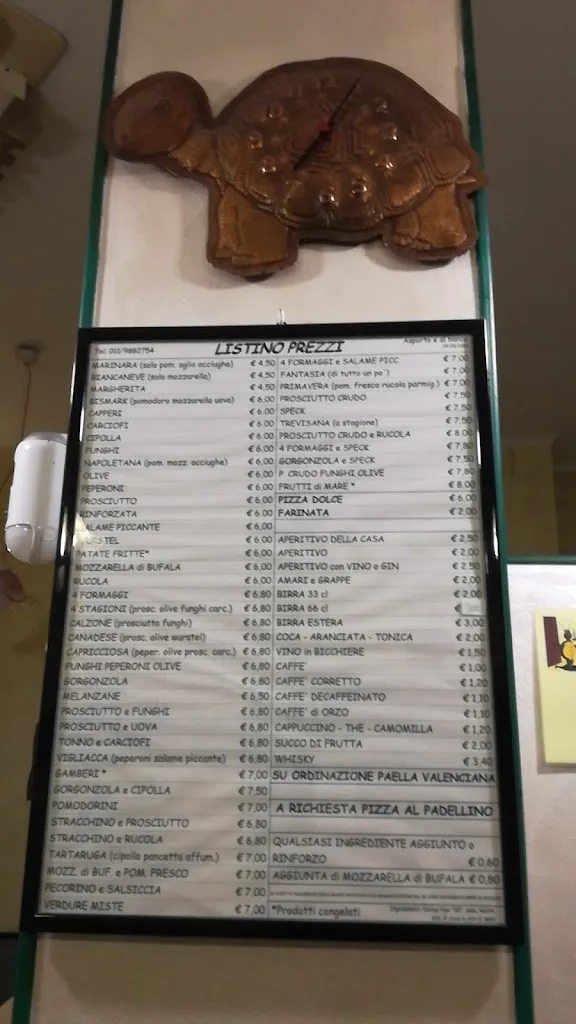 Tel. 011/9882754
LISTINO PREZZI
Asporto e al banco
MARINARA (solo pom. aglio acciughe) € 4,50
BIANCANEVE (solo mozzarella) € 4,50
MARGHERITA € 4,50
BISMARK (pomodoro mozzarella uova) € 6,00
CAPPERI € 6,00
CARCIOFI € 6,00
CIPOLLA € 6,00
FUNGHI € 6,00
NAPOLETANA (pom. mozz. acciughe) € 6,00
OLIVE € 6,00
PEPERONI € 6,00
PROSCIUTTO € 6,00
RINFORZATA € 6,00
SALAME PICCANTE € 6,00
WURSTEL € 6,00
PATATE FRITTE* € 6,00
MOZZARELLA di BUFALA € 6,00
RUCOLA € 6,00
4 FORMAGGI € 6,80
4 STAGIONI (prosc. olive funghi carc.) € 6,80
CALZONE (prosciutto funghi) € 6,80
CANADESE (prosc. olive wurstel) € 6,80
CAPRICCIOSA (peper. olive prosc. carc.) € 6,80
FUNGHI PEPERONI OLIVE € 6,80
GORGONZOLA € 6,80
MELANZANE € 6,50
PROSCIUTTO e FUNGHI € 6,80
PROSCIUTTO e UOVA € 6,80
TONNO e CARCIOFI € 6,80
VIGLIACCA (peperoni salame piccante) € 6,80
GAMBERI * € 7,00
GORGONZOLA e CIPOLLA € 7,50
POMODORINI € 7,00
STRACCHINO e PROSCIUTTO € 6,80
STRACCHINO e RUCOLA € 6,80
TARTARUGA (cipolla pancetta affum.) € 7,00
MOZZ. di BUF. e POM. FRESCO € 7,00
PECORINO e SALSICCIA € 7,00
VERDURE MISTE € 7,00
4 FORMAGGI e SALAME PICC € 7,00
FANTASIA (di tutto un po') € 7,00
PRIMAVERA (pom. fresco rucola parmig.) € 7,00
PROSCIUTTO CRUDO € 7,50
SPECK € 7,50
TREVISANA (a stagione) € 7,50
PROSCIUTTO CRUDO e RUCOLA € 8,00
4 FORMAGGI e SPECK € 7,80
GORGONZOLA e SPECK € 7,50
P. CRUDO FUNGHI OLIVE € 7,80
FRUTTI di MARE * € 8,00
PIZZA DOLCE € 6,00
FARINATA € 2,00
APERITIVO DELLA CASA € 2,50
APERITIVO € 2,00
APERITIVO con VINO o GIN € 2,50
AMARI e GRAPPE € 2,00
BIRRA 33 cl € 2,00
BIRRA 66 cl €
BIRRA ESTERA € 3,00
COCA - ARANCIATA - TONICA € 2,00
VINO in BICCHIERE € 1,50
CAFFE' € 1,00
CAFFE' CORRETTO € 1,20
CAFFE' DECAFFEINATO € 1,10
CAFFE' di ORZO € 1,10
CAPPUCCINO - THE - CAMOMILLA € 1,20
SUCCO DI FRUTTA € 2,00
WHISKY € 3,40
SU ORDINAZIONE PAELLA VALENCIANA
A RICHIESTA PIZZA AL PADELLINO
QUALSIASI INGREDIENTE AGGIUNTO o
RINFORZO € 0,60
AGGIUNTA di MOZZARELLA di BUFALA € 0,80
*Prodotti congelati